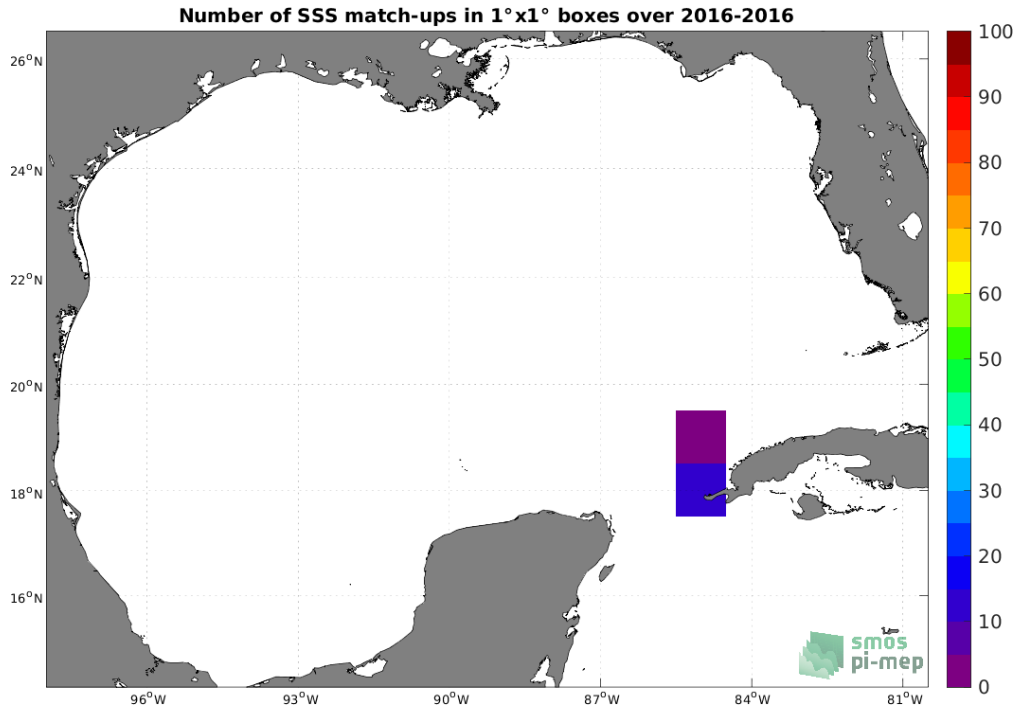 Number of SSS match-ups in 1°x1° boxes over 2016-2016
26°N
24°N
22°N
20°N
18°N
16°N
96°W
93°W
90°W
87°W
84°W
81°W
100
90
80
70
60
50
40
30
20
10
0
smos
pi-mep